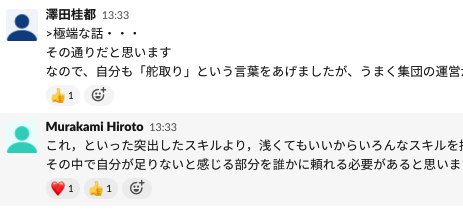 澤田桂都 13:33
>極端な話・・・
その通りだと思います
なので、自分も「舵取り」という言葉をあげましたが、うまく集団の運営
1
Murakami Hiroto 13:33
これ，といった突出したスキルより，浅くてもいいからいろんなスキルを
その中で自分が足りないと感じる部分を誰かに頼れる必要があると思いま
1 1